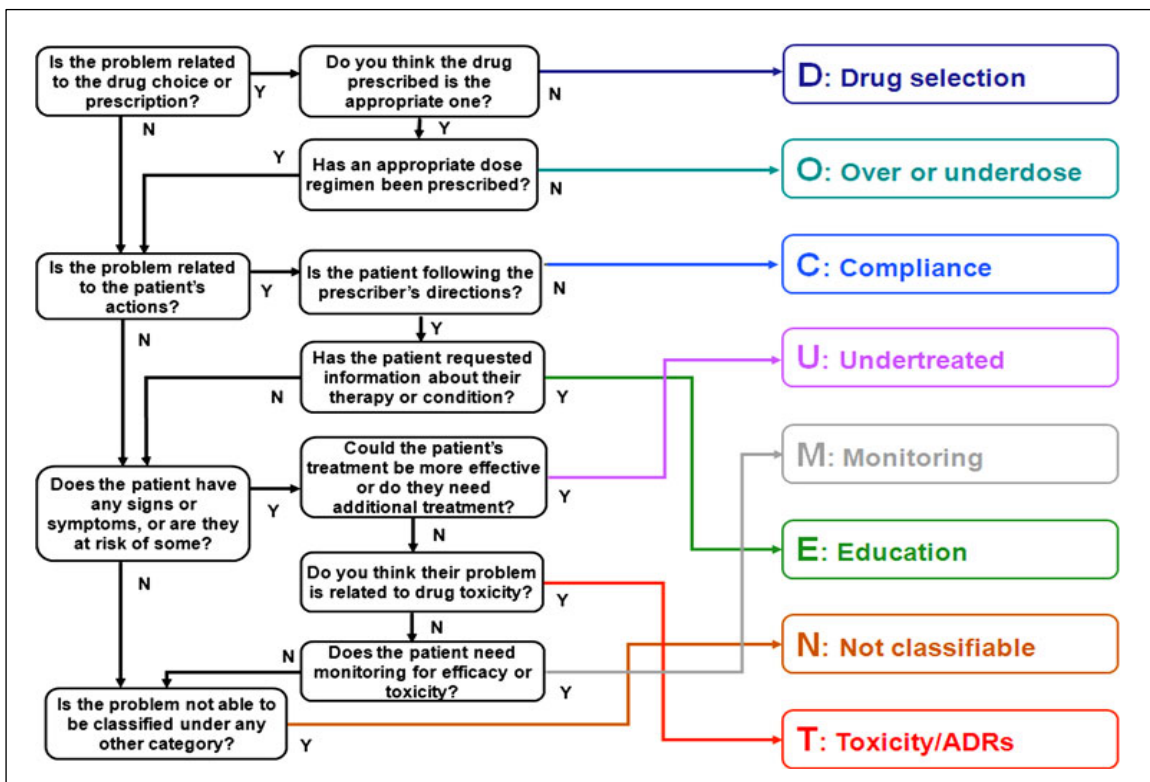 Is the problem related
to the drug choice or
prescription?
Y
N
Do you think the drug
prescribed is the
appropriate one?
N
Y
D: Drug selection
Has an appropriate dose
regimen been prescribed?
Y
N
O: Over or underdose
Is the problem related
to the patient's
actions?
Y
N
Is the patient following the
prescriber's directions?
N
Y
C: Compliance
Has the patient requested
information about their
therapy or condition?
N
Y
U: Undertreated
Does the patient have
any signs or
symptoms, or are they
at risk of some?
Y
N
Could the patient's
treatment be more effective
or do they need
additional treatment?
Y
N
M: Monitoring
Do you think their problem
is related to drug toxicity?
Y
N
E: Education
Does the patient need
monitoring for efficacy or
toxicity?
N
Y
N: Not classifiable
Is the problem not able to
be classified under any
other category?
Y
T: Toxicity/ADRs